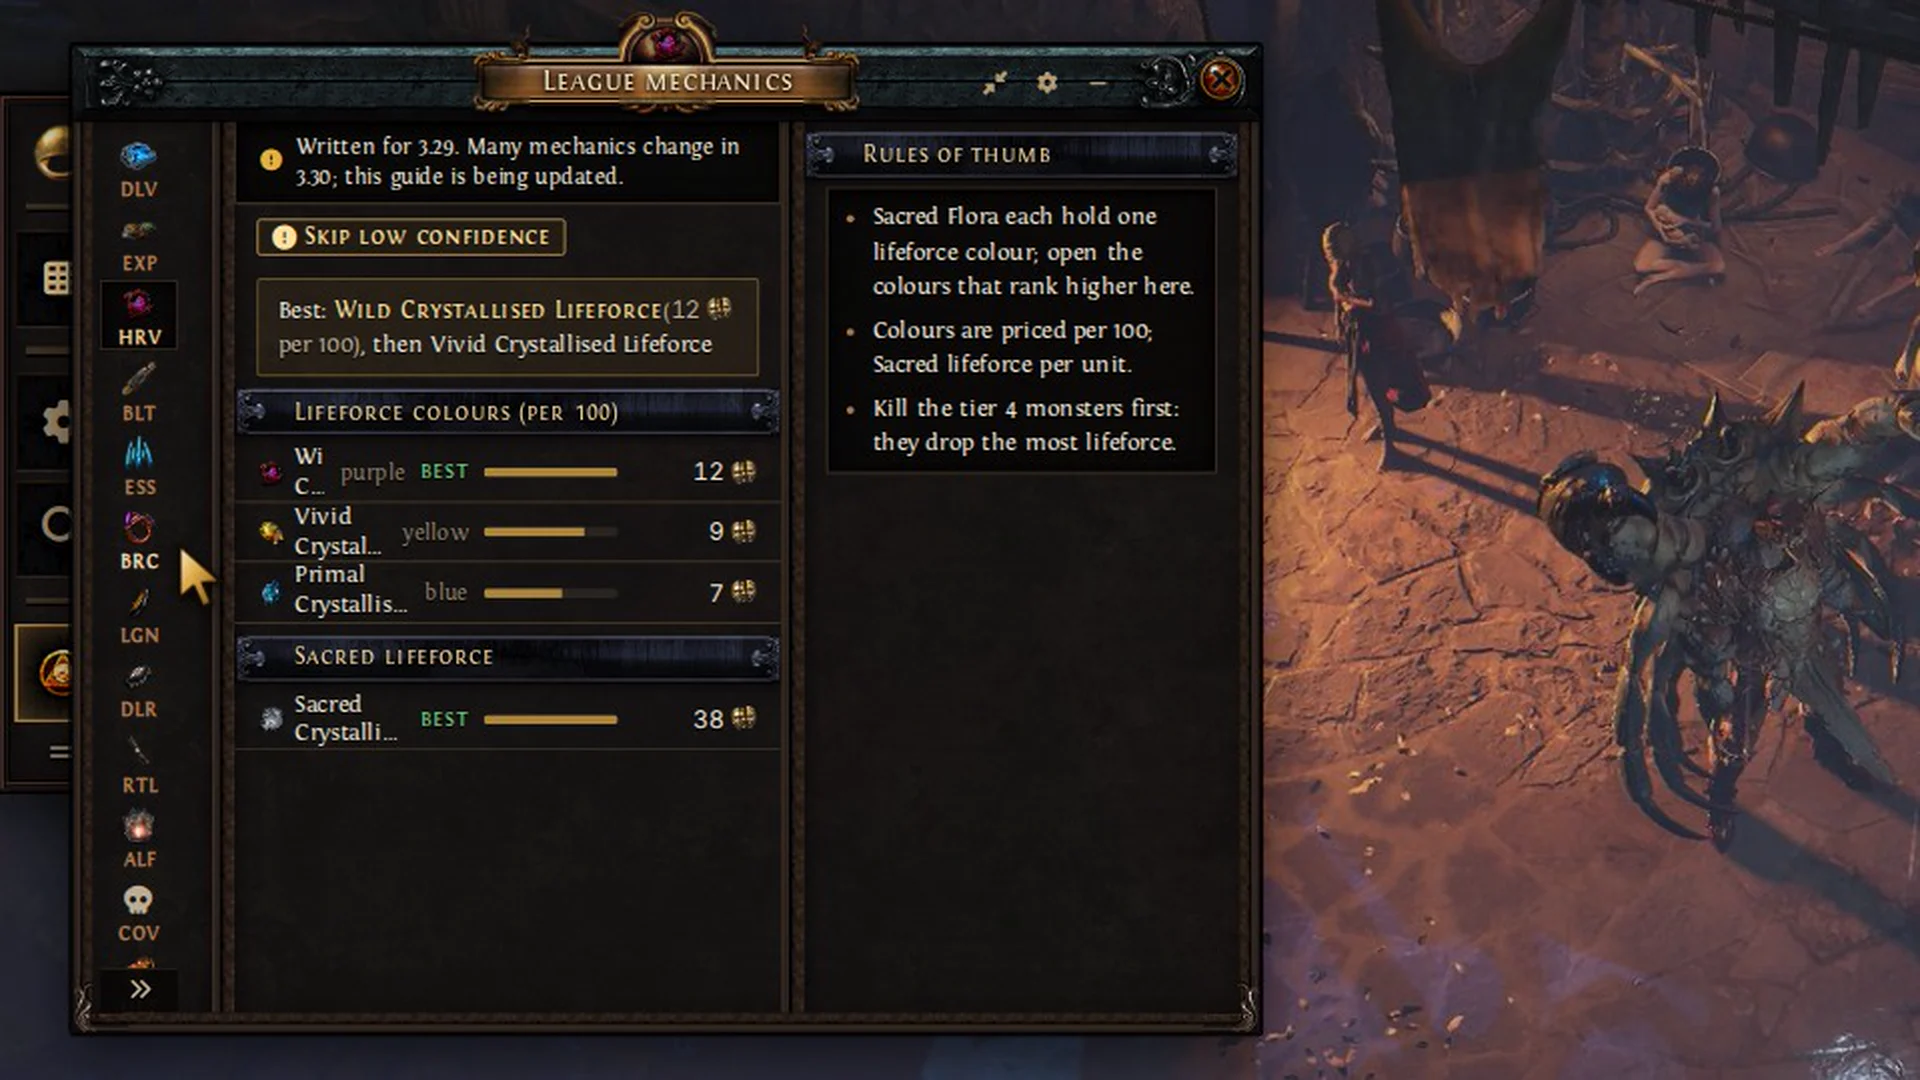 LEAGUE MECHANICS
DLV
EXP
HRV
BLT
ESS
BRC
LGN
DLR
RTL
ALF
COV
Written for 3.29. Many mechanics change in
3.30; this guide is being updated.
SKIP LOW CONFIDENCE
Best: WILD CRYSTALLISED LIFEFORCE(12
per 100), then Vivid Crystallised Lifeforce
LIFEFORCE COLOURS (PER 100)
Wi
C... purple BEST 12
Vivid
Crystal... yellow 9
Primal
Crystallis... blue 7
SACRED LIFEFORCE
Sacred
Crystalli... BEST 38
RULES OF THUMB
Sacred Flora each hold one
lifeforce colour; open the
colours that rank higher here.
Colours are priced per 100;
Sacred lifeforce per unit.
Kill the tier 4 monsters first:
they drop the most lifeforce.